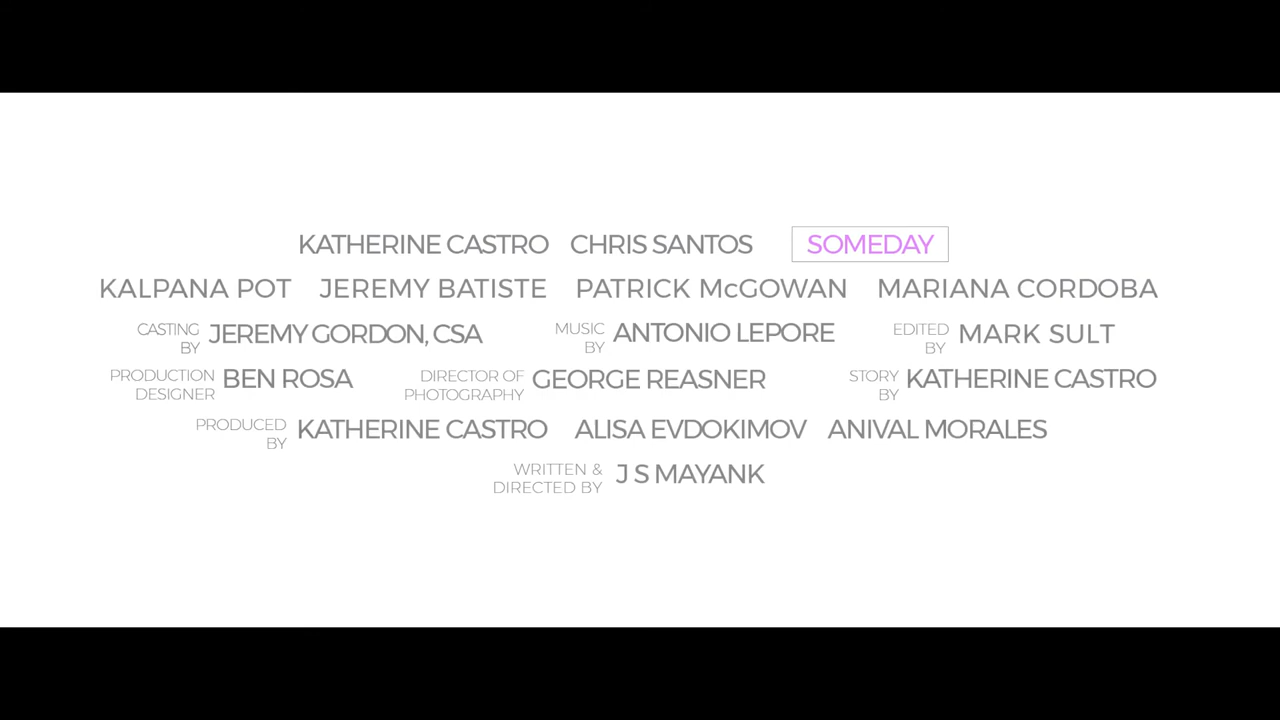 KATHERINE CASTRO CHRIS SANTOS SOMEDAY
KALPANA POT JEREMY BATISTE PATRICK McGOWAN MARIANA CORDOBA
CASTING BY JEREMY GORDON, CSA MUSIC BY ANTONIO LEPORE EDITED BY MARK SULT
PRODUCTION DESIGNER BEN ROSA DIRECTOR OF PHOTOGRAPHY GEORGE REASNER STORY BY KATHERINE CASTRO
PRODUCED BY KATHERINE CASTRO ALISA EVDOKIMOV ANIVAL MORALES
WRITTEN & DIRECTED BY J S MAYANK